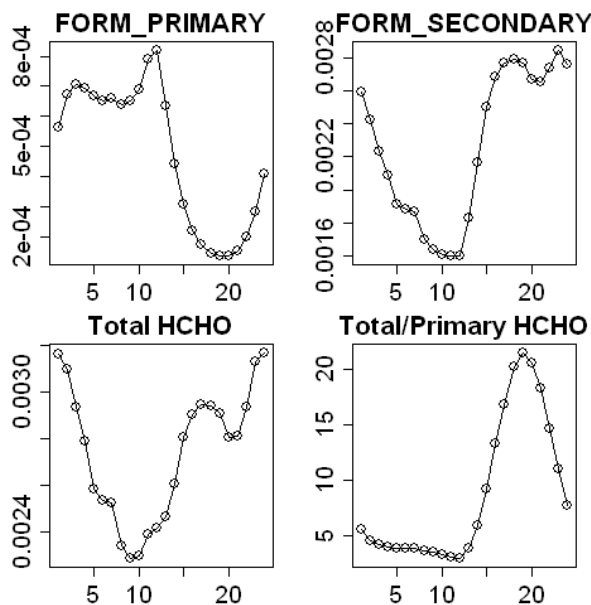 FORM_PRIMARY
FORM_SECONDARY
8e-04
5e-04
2e-04
5 10 20
0.0028
0.0022
0.0016
5 10 20
Total HCHO
Total/Primary HCHO
0.0030
0.0024
5 10 20
20
15
10
5
5 10 20